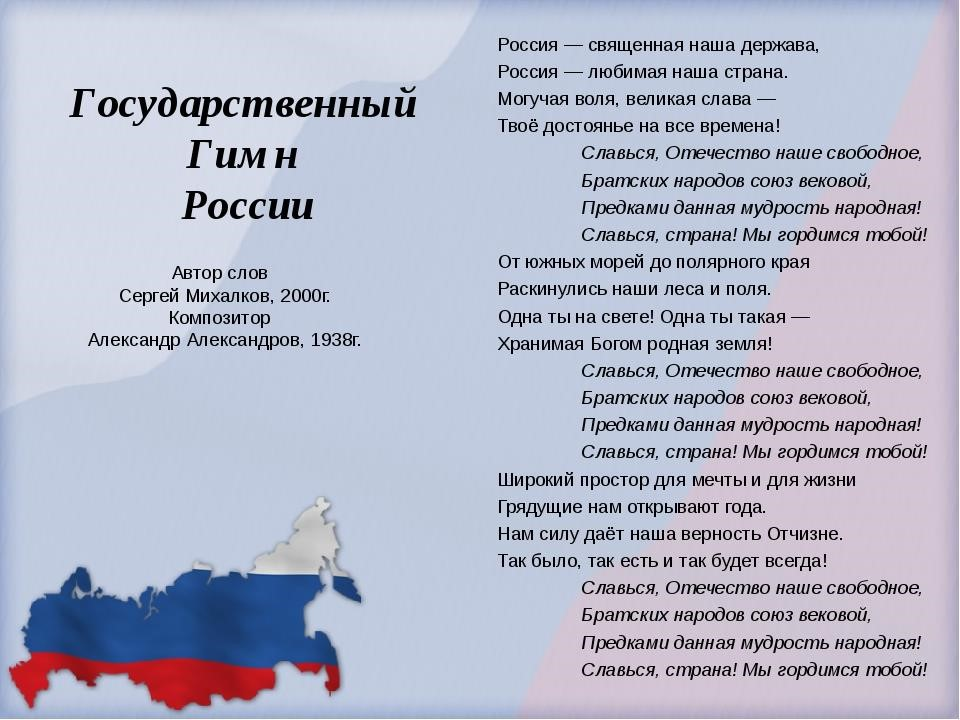 Государственный
Гимн
России
Автор слов
Сергей Михалков, 2000г.
Композитор
Александр Александров, 1938г.
Россия — священная наша держава,
Россия — любимая наша страна.
Могучая воля, великая слава —
Твоё достоянье на все времена!
Славься, Отечество наше свободное,
Братских народов союз вековой,
Предками данная мудрость народная!
Славься, страна! Мы гордимся тобой!
От южных морей до полярного края
Раскинулись наши леса и поля.
Одна ты на свете! Одна ты такая —
Хранимая Богом родная земля!
Славься, Отечество наше свободное,
Братских народов союз вековой,
Предками данная мудрость народная!
Славься, страна! Мы гордимся тобой!
Широкий простор для мечты и для жизни
Грядущие нам открывают года.
Нам силу даёт наша верность Отчизне.
Так было, так есть и так будет всегда!
Славься, Отечество наше свободное,
Братских народов союз вековой,
Предками данная мудрость народная!
Славься, страна! Мы гордимся тобой!